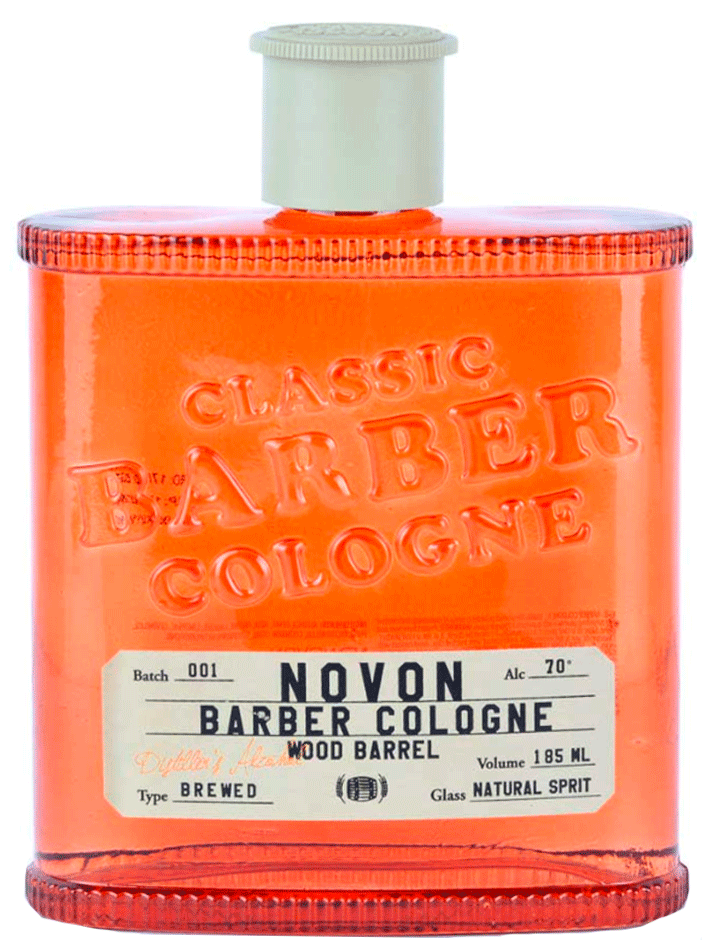 CLASSIC
BARBER
COLOGNE
Batch 001
NOVON
Alc 70°
BARBER COLOGNE
WOOD BARREL
Volume 185 ML
Type BREWED
Glass NATURAL SPRIT